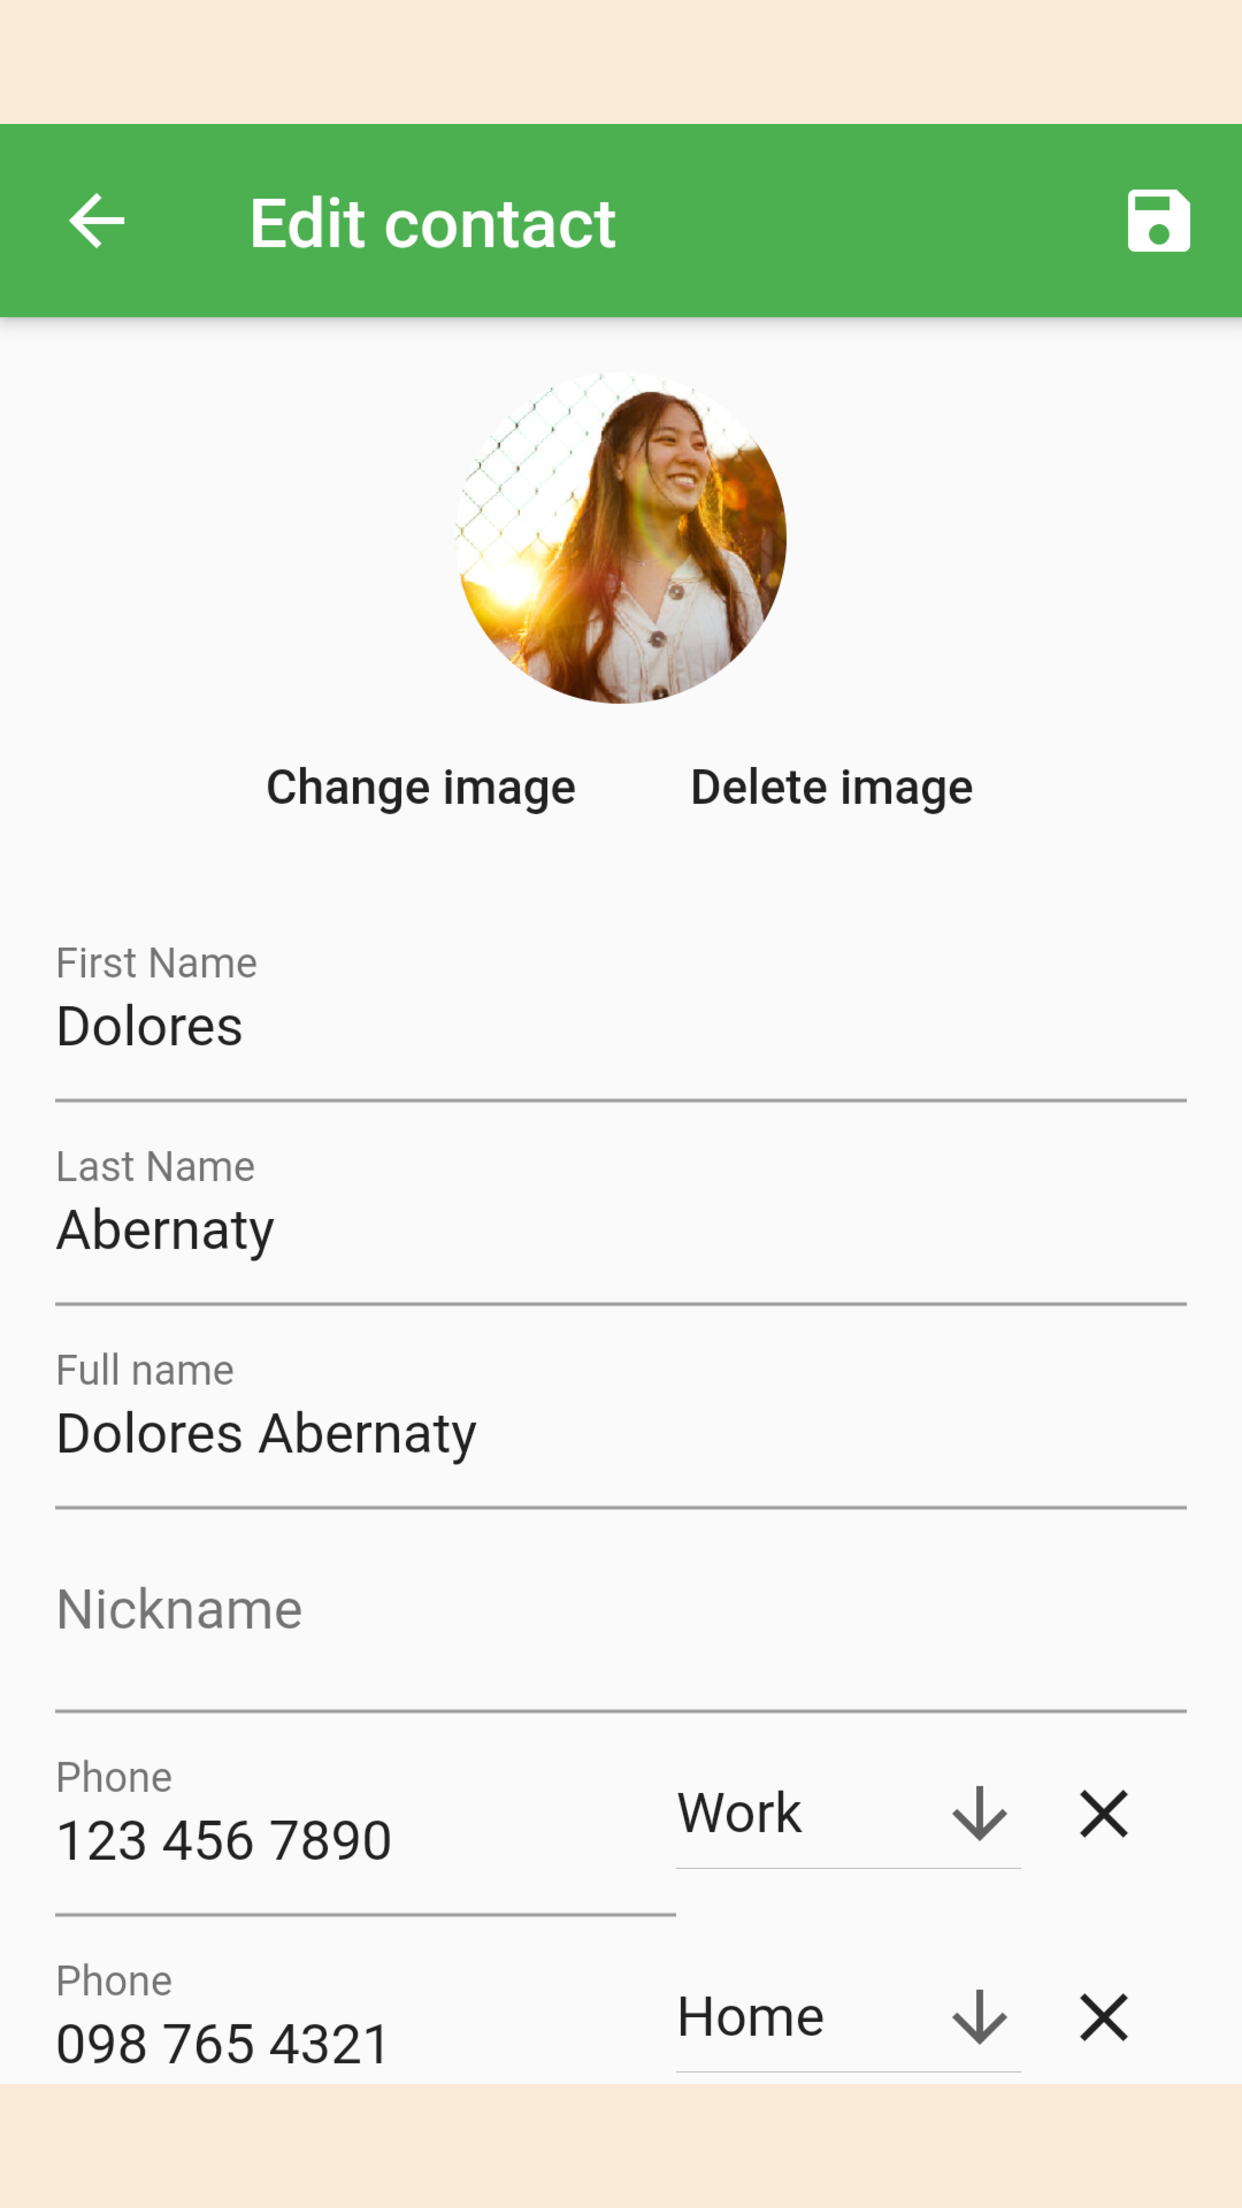 Edit contact
Change image Delete image
First Name
Dolores
Last Name
Abernaty
Full name
Dolores Abernaty
Nickname
Phone
123 456 7890 Work
Phone
098 765 4321 Home